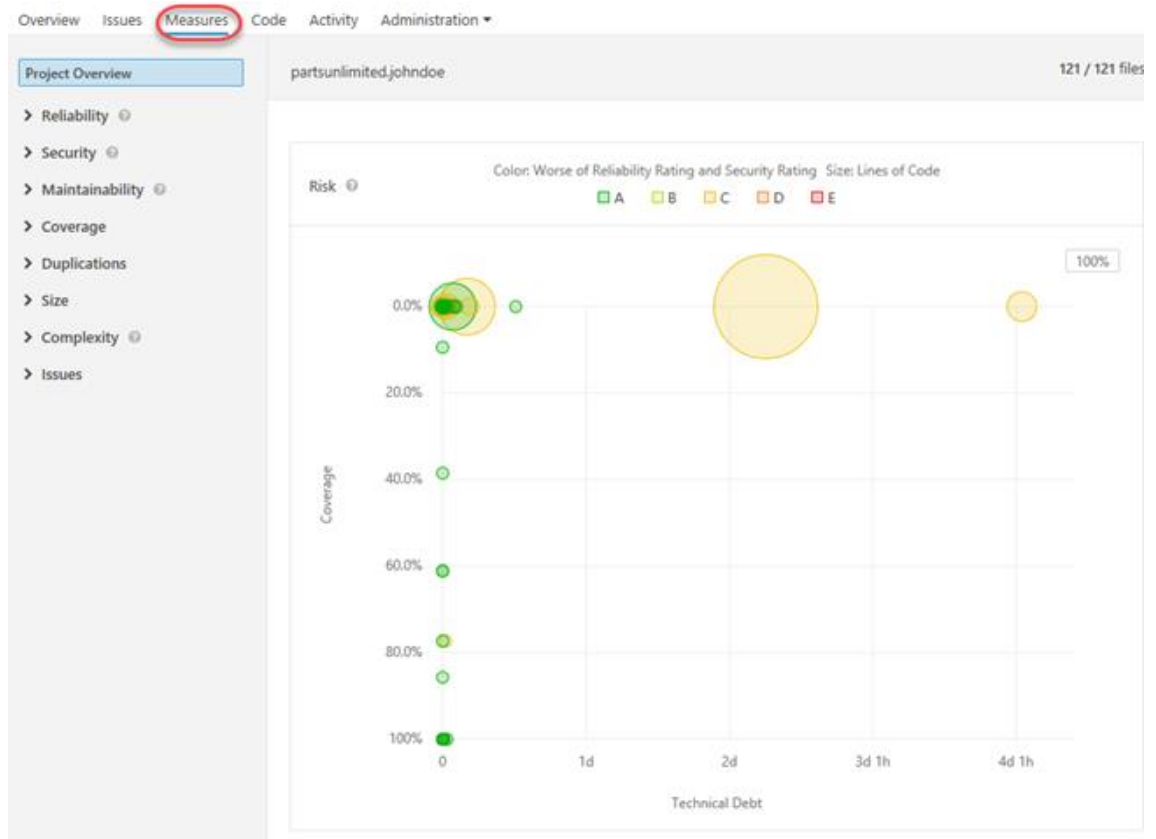 Overview Issues Measures Code Activity Administration
Project Overview
partsunlimited.johndoe
121 / 121 files
Reliability
Security
Maintainability
Coverage
Duplications
Size
Complexity
Issues
Risk
Color: Worse of Reliability Rating and Security Rating Size: Lines of Code
A B C D E
100%
0.0%
20.0%
40.0%
60.0%
80.0%
100%
Coverage
0 1d 2d 3d 1h 4d 1h
Technical Debt